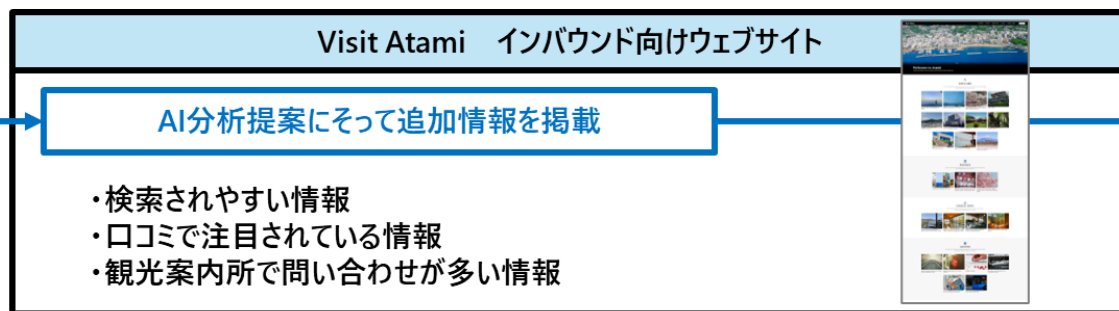 Visit Atami　インバウンド向けウェブサイト
AI分析提案にそって追加情報を掲載
・検索されやすい情報
・口コミで注目されている情報
・観光案内所で問い合わせが多い情報